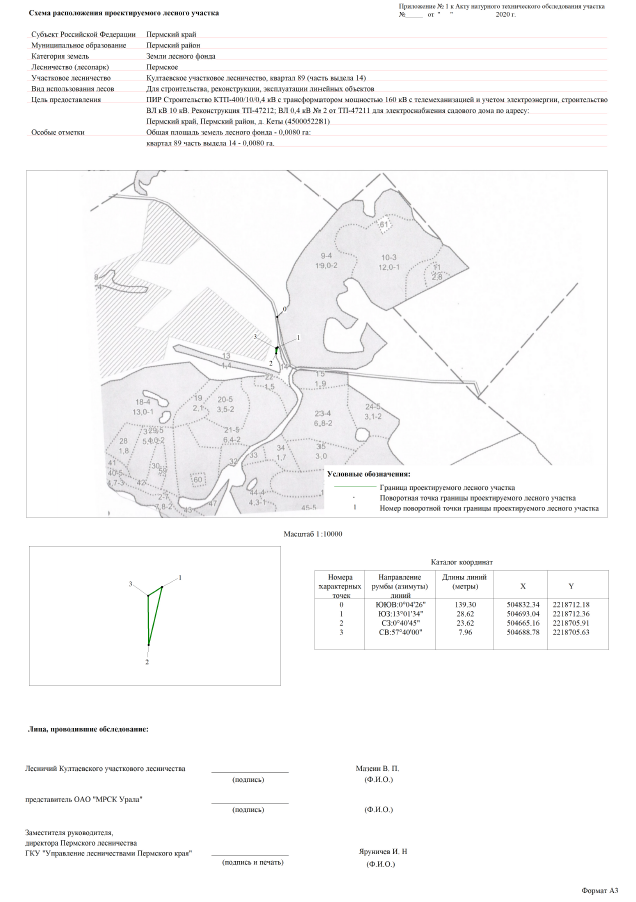 Схема расположения проектируемого лесного участка
Приложение № 1 к Акту натурного технического обследования участка
№_____ от "___" 2020 г.
Субъект Российской Федерации Пермский край
Муниципальное образование Пермский район
Категория земель Земли лесного фонда
Лесничество (лесопарк) Пермское
Участковое лесничество Култаевское участковое лесничество, квартал 89 (часть выдела 14)
Вид использования лесов Для строительства, реконструкции, эксплуатации линейных объектов
Цель предоставления ПИР Строительство КТП-400/10/0,4 кВ с трансформатором мощностью 160 кВ с телемеханизацией и учетом электроэнергии, строительство
ВЛ кВ 10 кВ. Реконструкция ТП-47212; ВЛ 0,4 кВ № 2 от ТП-47211 для электроснабжения садового дома по адресу:
Пермский край, Пермский район, д. Кеты (4500052281)
Особые отметки Общая площадь земель лесного фонда - 0,0080 га:
квартал 89 часть выдела 14 - 0,0080 га.
61
9-4
19,0-2
10-3
12,0-1
11
2,8
0
3
1
2
13
1,4
14
22
1,5
15
1,9
18-4
13,0-1
19
2,1
20-5
3,5-2
23-4
6,8-2
24-5
3,1-2
21-5
6,4-2
28
1,8
34
1,7
35
3,0
33
32
41
30
60
42
44-4
4,3-1
45-5
47
Условные обозначения:
Граница проектируемого лесного участка
Поворотная точка границы проектируемого лесного участка
1 Номер поворотной точки границы проектируемого лесного участка
Масштаб 1:10000
3
1
2
Каталог координат
Номера характерных точек Направление румбы (азимуты) линий Длины линий (метры) X Y
0 ЮЮВ:0°04'26" 139.30 504832.34 2218712.18
1 ЮЗ:13°01'34" 28.62 504693.04 2218712.36
2 СЗ:0°40'45" 23.62 504665.16 2218705.91
3 СВ:57°40'00" 7.96 504688.78 2218705.63
Лица, проводившие обследование:
Лесничий Култаевского участкового лесничества Мазеин В. П.
(подпись) (Ф.И.О.)
представитель ОАО "МРСК Урала"
(подпись) (Ф.И.О.)
Заместителя руководителя,
директора Пермского лесничества
ГКУ "Управление лесничествами Пермского края" Яруничев И. Н
(подпись и печать) (Ф.И.О.)
Формат А3